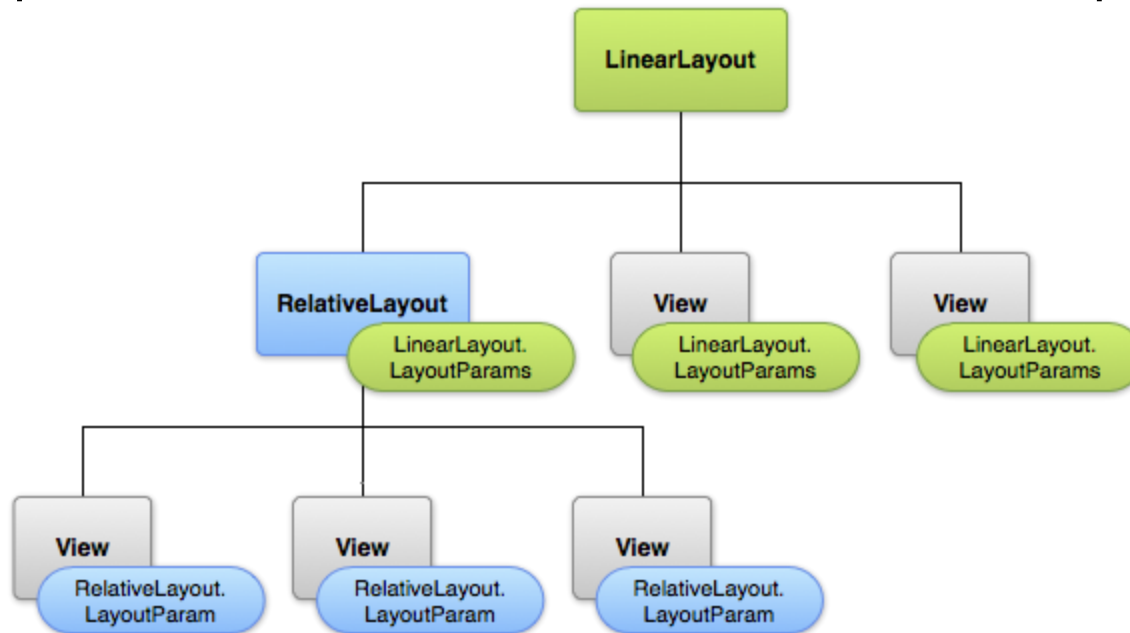 LinearLayout
RelativeLayout
LinearLayout.
LayoutParams
View
LinearLayout.
LayoutParams
View
LinearLayout.
LayoutParams
View
RelativeLayout.
LayoutParam
View
RelativeLayout.
LayoutParam
View
RelativeLayout.
LayoutParam